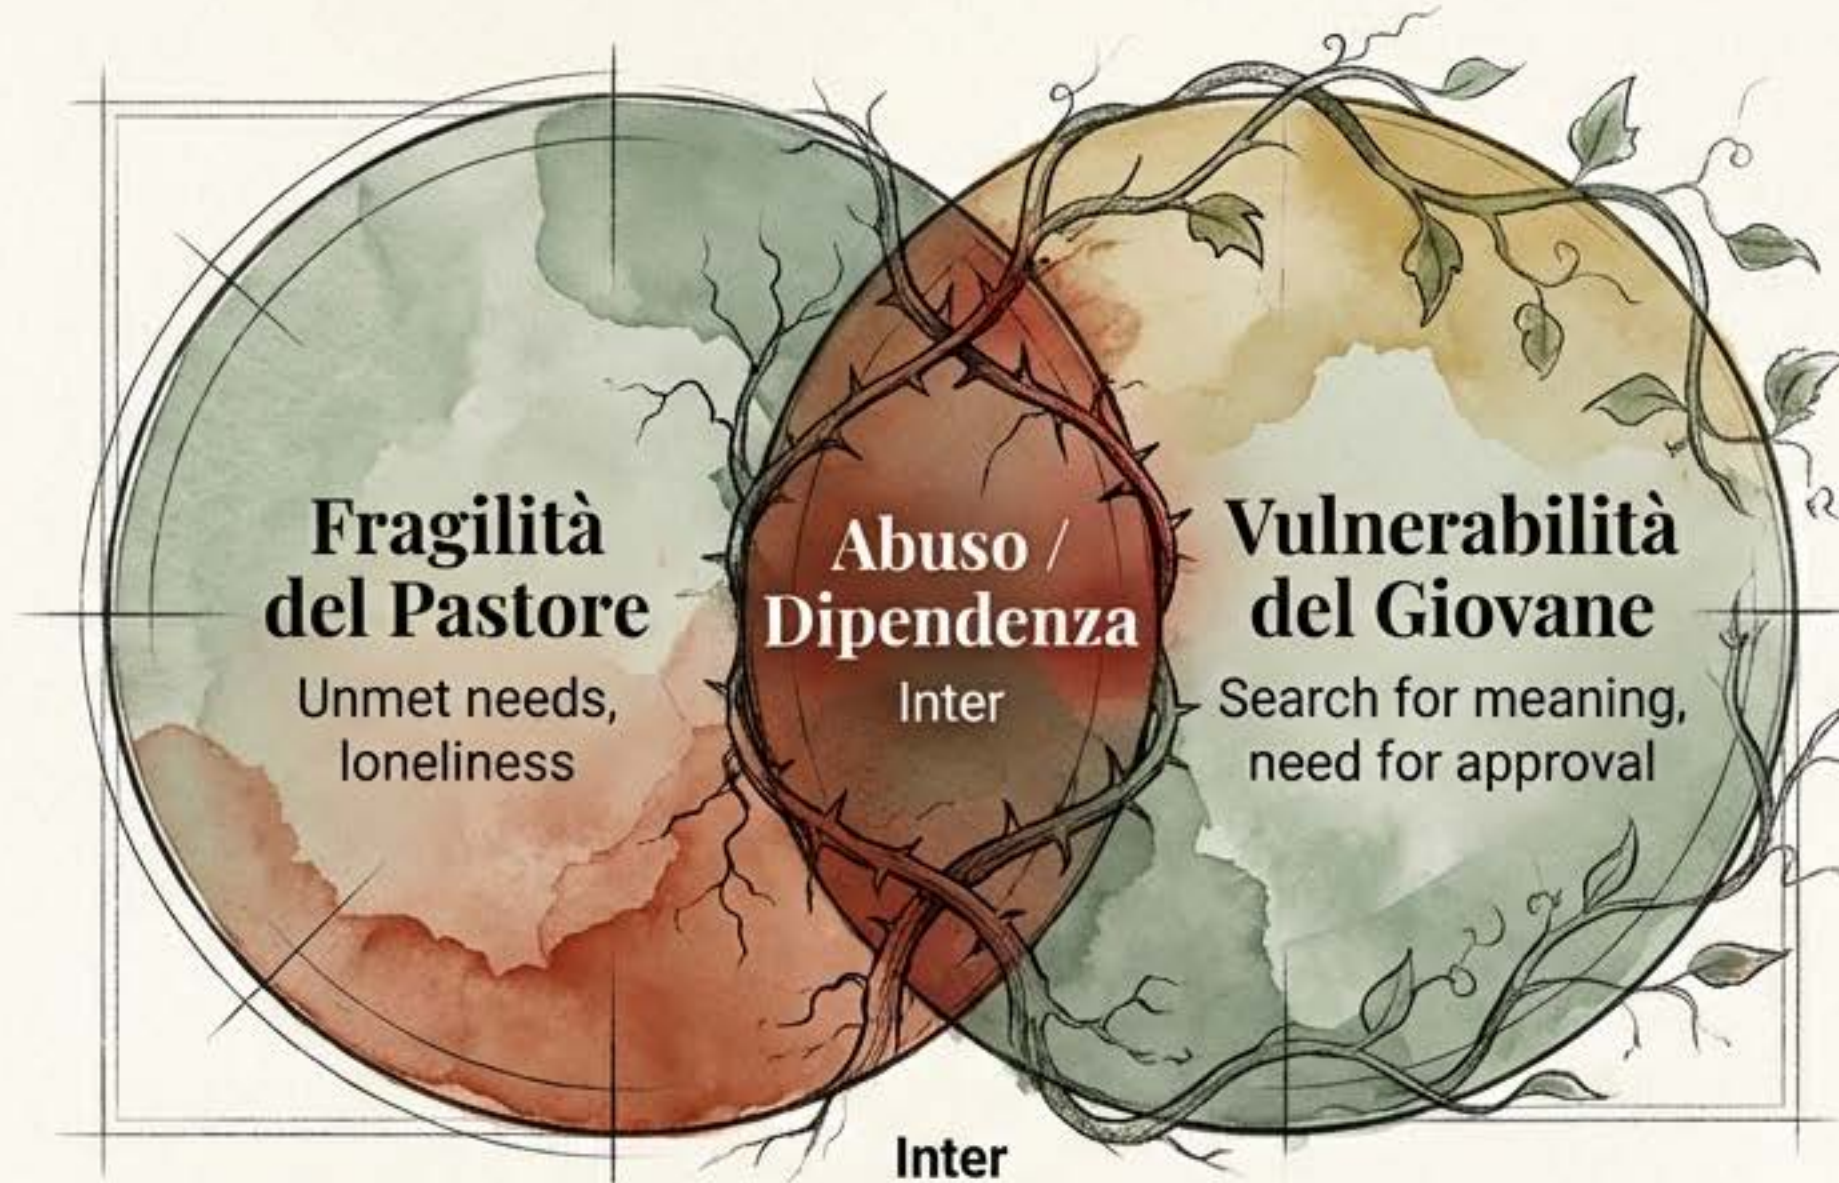 Fragilità
del Pastore
Unmet needs,
loneliness
Abuso /
Dipendenza
Inter
Vulnerabilità
del Giovane
Search for meaning,
need for approval
Inter